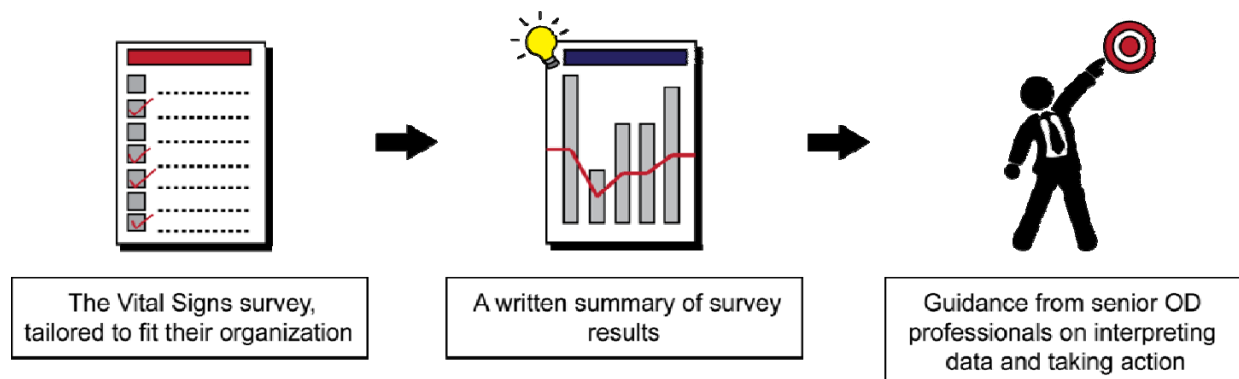 The Vital Signs survey,
tailored to fit their organization
A written summary of survey
results
Guidance from senior OD
professionals on interpreting
data and taking action